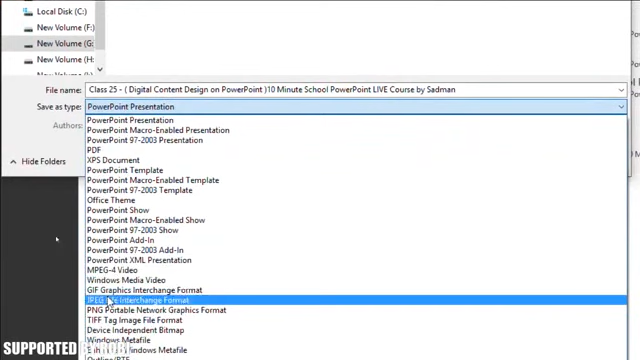 Local Disk (C:)
New Volume (F:)
New Volume (G:
New Volume (H:
File name:
Class 25 - ( Digital Content Design on PowerPoint )10 Minute School PowerPoint LIVE Course by Sadman
Save as type:
PowerPoint Presentation
Authors:
Hide Folders
PowerPoint Presentation
PowerPoint Macro-Enabled Presentation
PowerPoint 97-2003 Presentation
PDF
XPS Document
PowerPoint Template
PowerPoint Macro-Enabled Template
PowerPoint 97-2003 Template
Office Theme
PowerPoint Show
PowerPoint Macro-Enabled Show
PowerPoint 97-2003 Show
PowerPoint Add-In
PowerPoint 97-2003 Add-In
PowerPoint XML Presentation
MPEG-4 Video
Windows Media Video
GIF Graphics Interchange Format
JPEG Interchange Format
PNG Portable Network Graphics Format
TIFF Tag Image File Format
Device Independent Bitmap
Windows Metafile
Windows Metafile
SUPPORTED